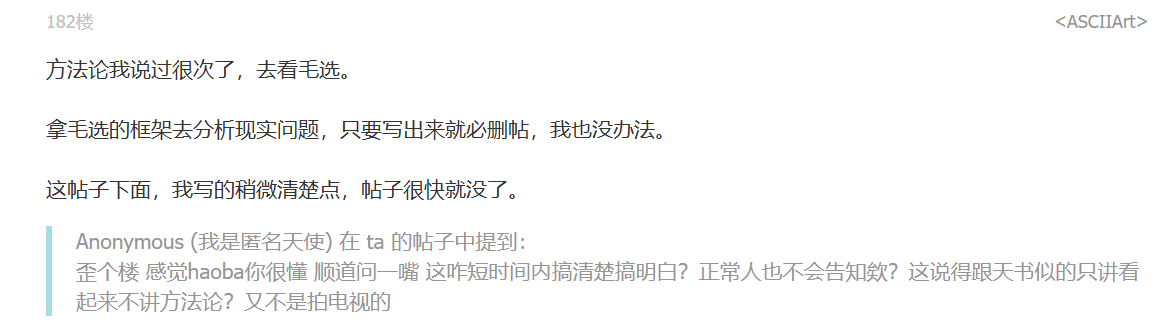 182楼 <ASCIIArt>
方法论我说过很次了，去看毛选。
拿毛选的框架去分析现实问题，只要写出来就必删帖，我也没办法。
这帖子下面，我写的稍微清楚点，帖子很快就没了。
Anonymous (我是匿名天使) 在 ta 的帖子中提到：
歪个楼 感觉haoba你很懂 顺道问一嘴 这咋短时间内搞清楚搞明白？正常人也不会告知欸？这说得跟天书似的只讲看
起来不讲方法论？又不是拍电视的